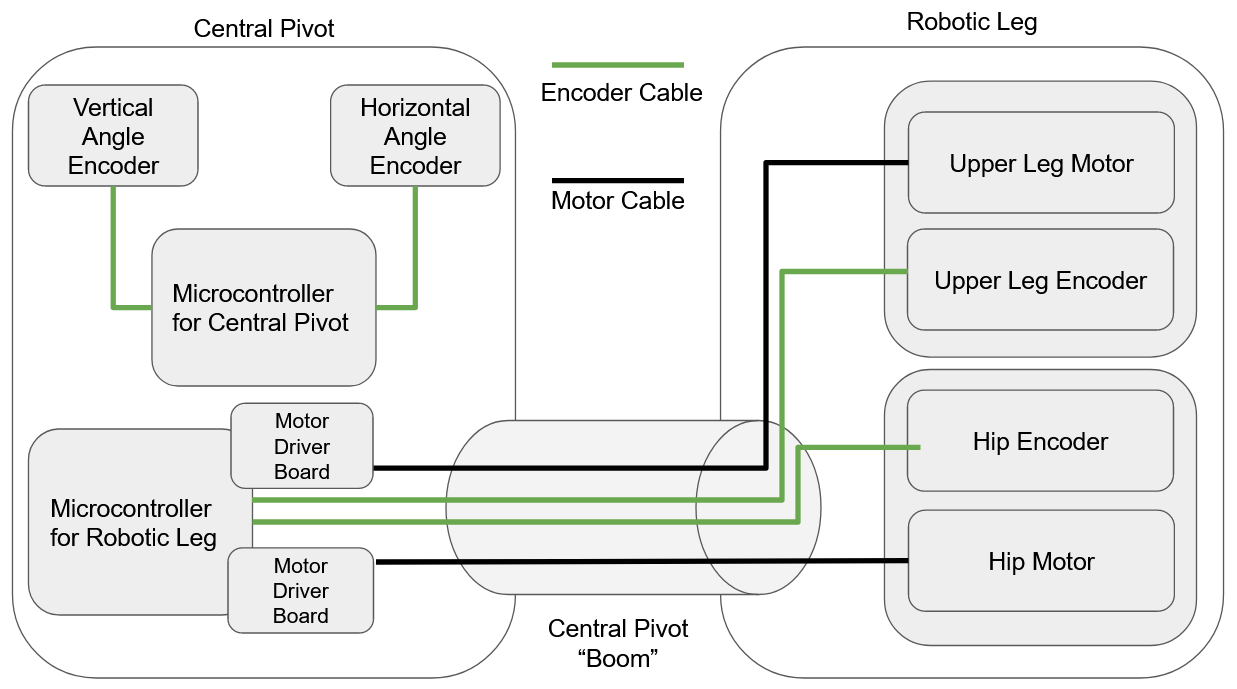 Central Pivot
Robotic Leg
Vertical
Angle
Encoder
Horizontal
Angle
Encoder
Encoder Cable
Motor Cable
Upper Leg Motor
Upper Leg Encoder
Microcontroller
for Central Pivot
Motor
Driver
Board
Microcontroller
for Robotic Leg
Motor
Driver
Board
Hip Encoder
Hip Motor
Central Pivot
“Boom”